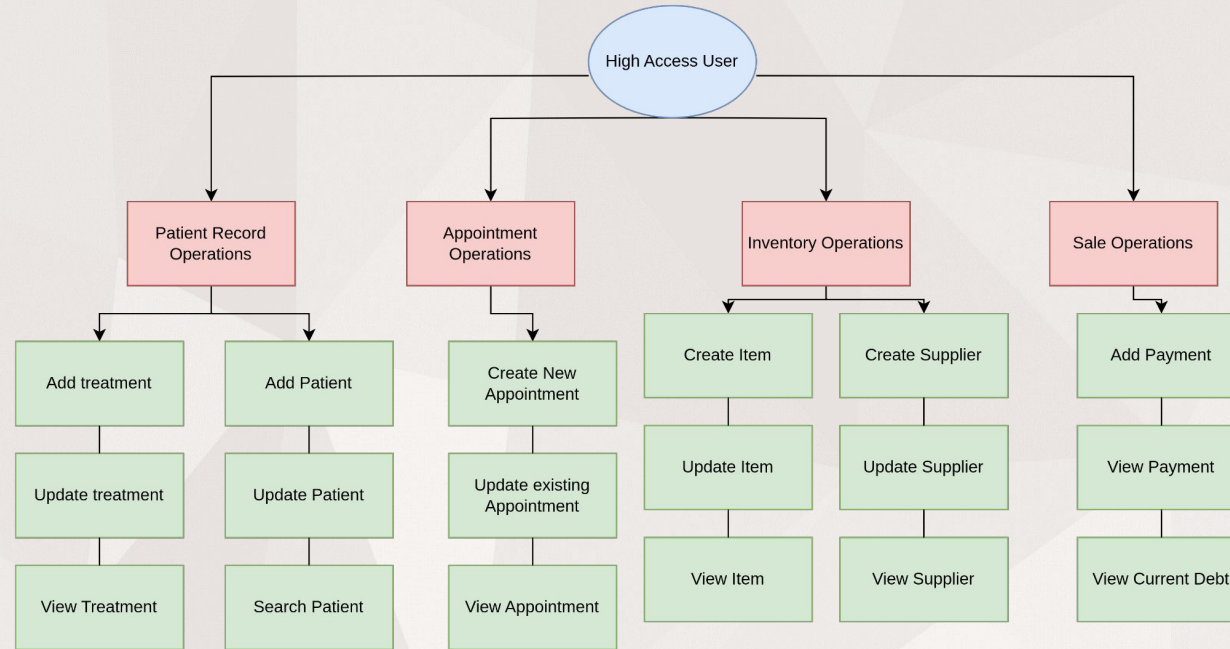 High Access User
Patient Record
Operations
Appointment
Operations
Inventory Operations
Sale Operations
Add treatment
Update treatment
View Treatment
Add Patient
Update Patient
Search Patient
Create New
Appointment
Update existing
Appointment
View Appointment
Create Item
Update Item
View Item
Create Supplier
Update Supplier
View Supplier
Add Payment
View Payment
View Current Debt